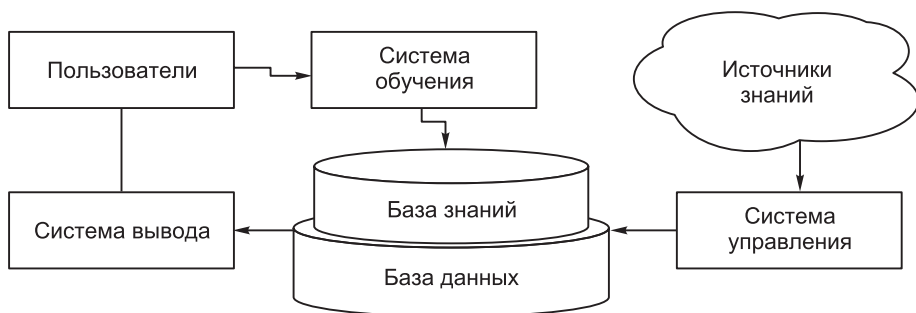 Пользователи
Система
обучения
Источники
знаний
База знаний
Система вывода
Система
управления
База данных